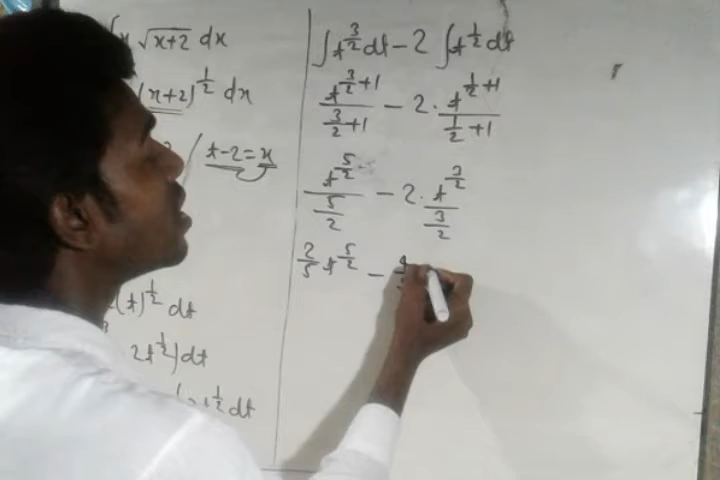 ∫x √x+2 dx
(x+2)^1/2 dx
/ t-2=x
(t)^1/2 dt
2t^1/2)dt
t^1/2 dt
∫t^3/2 dt - 2 ∫t^1/2 dt
t^3/2+1 / 3/2+1 - 2 · t^1/2+1 / 1/2+1
t^5/2 / 5/2 - 2 · t^3/2 / 3/2
2/5 t^5/2 - 4